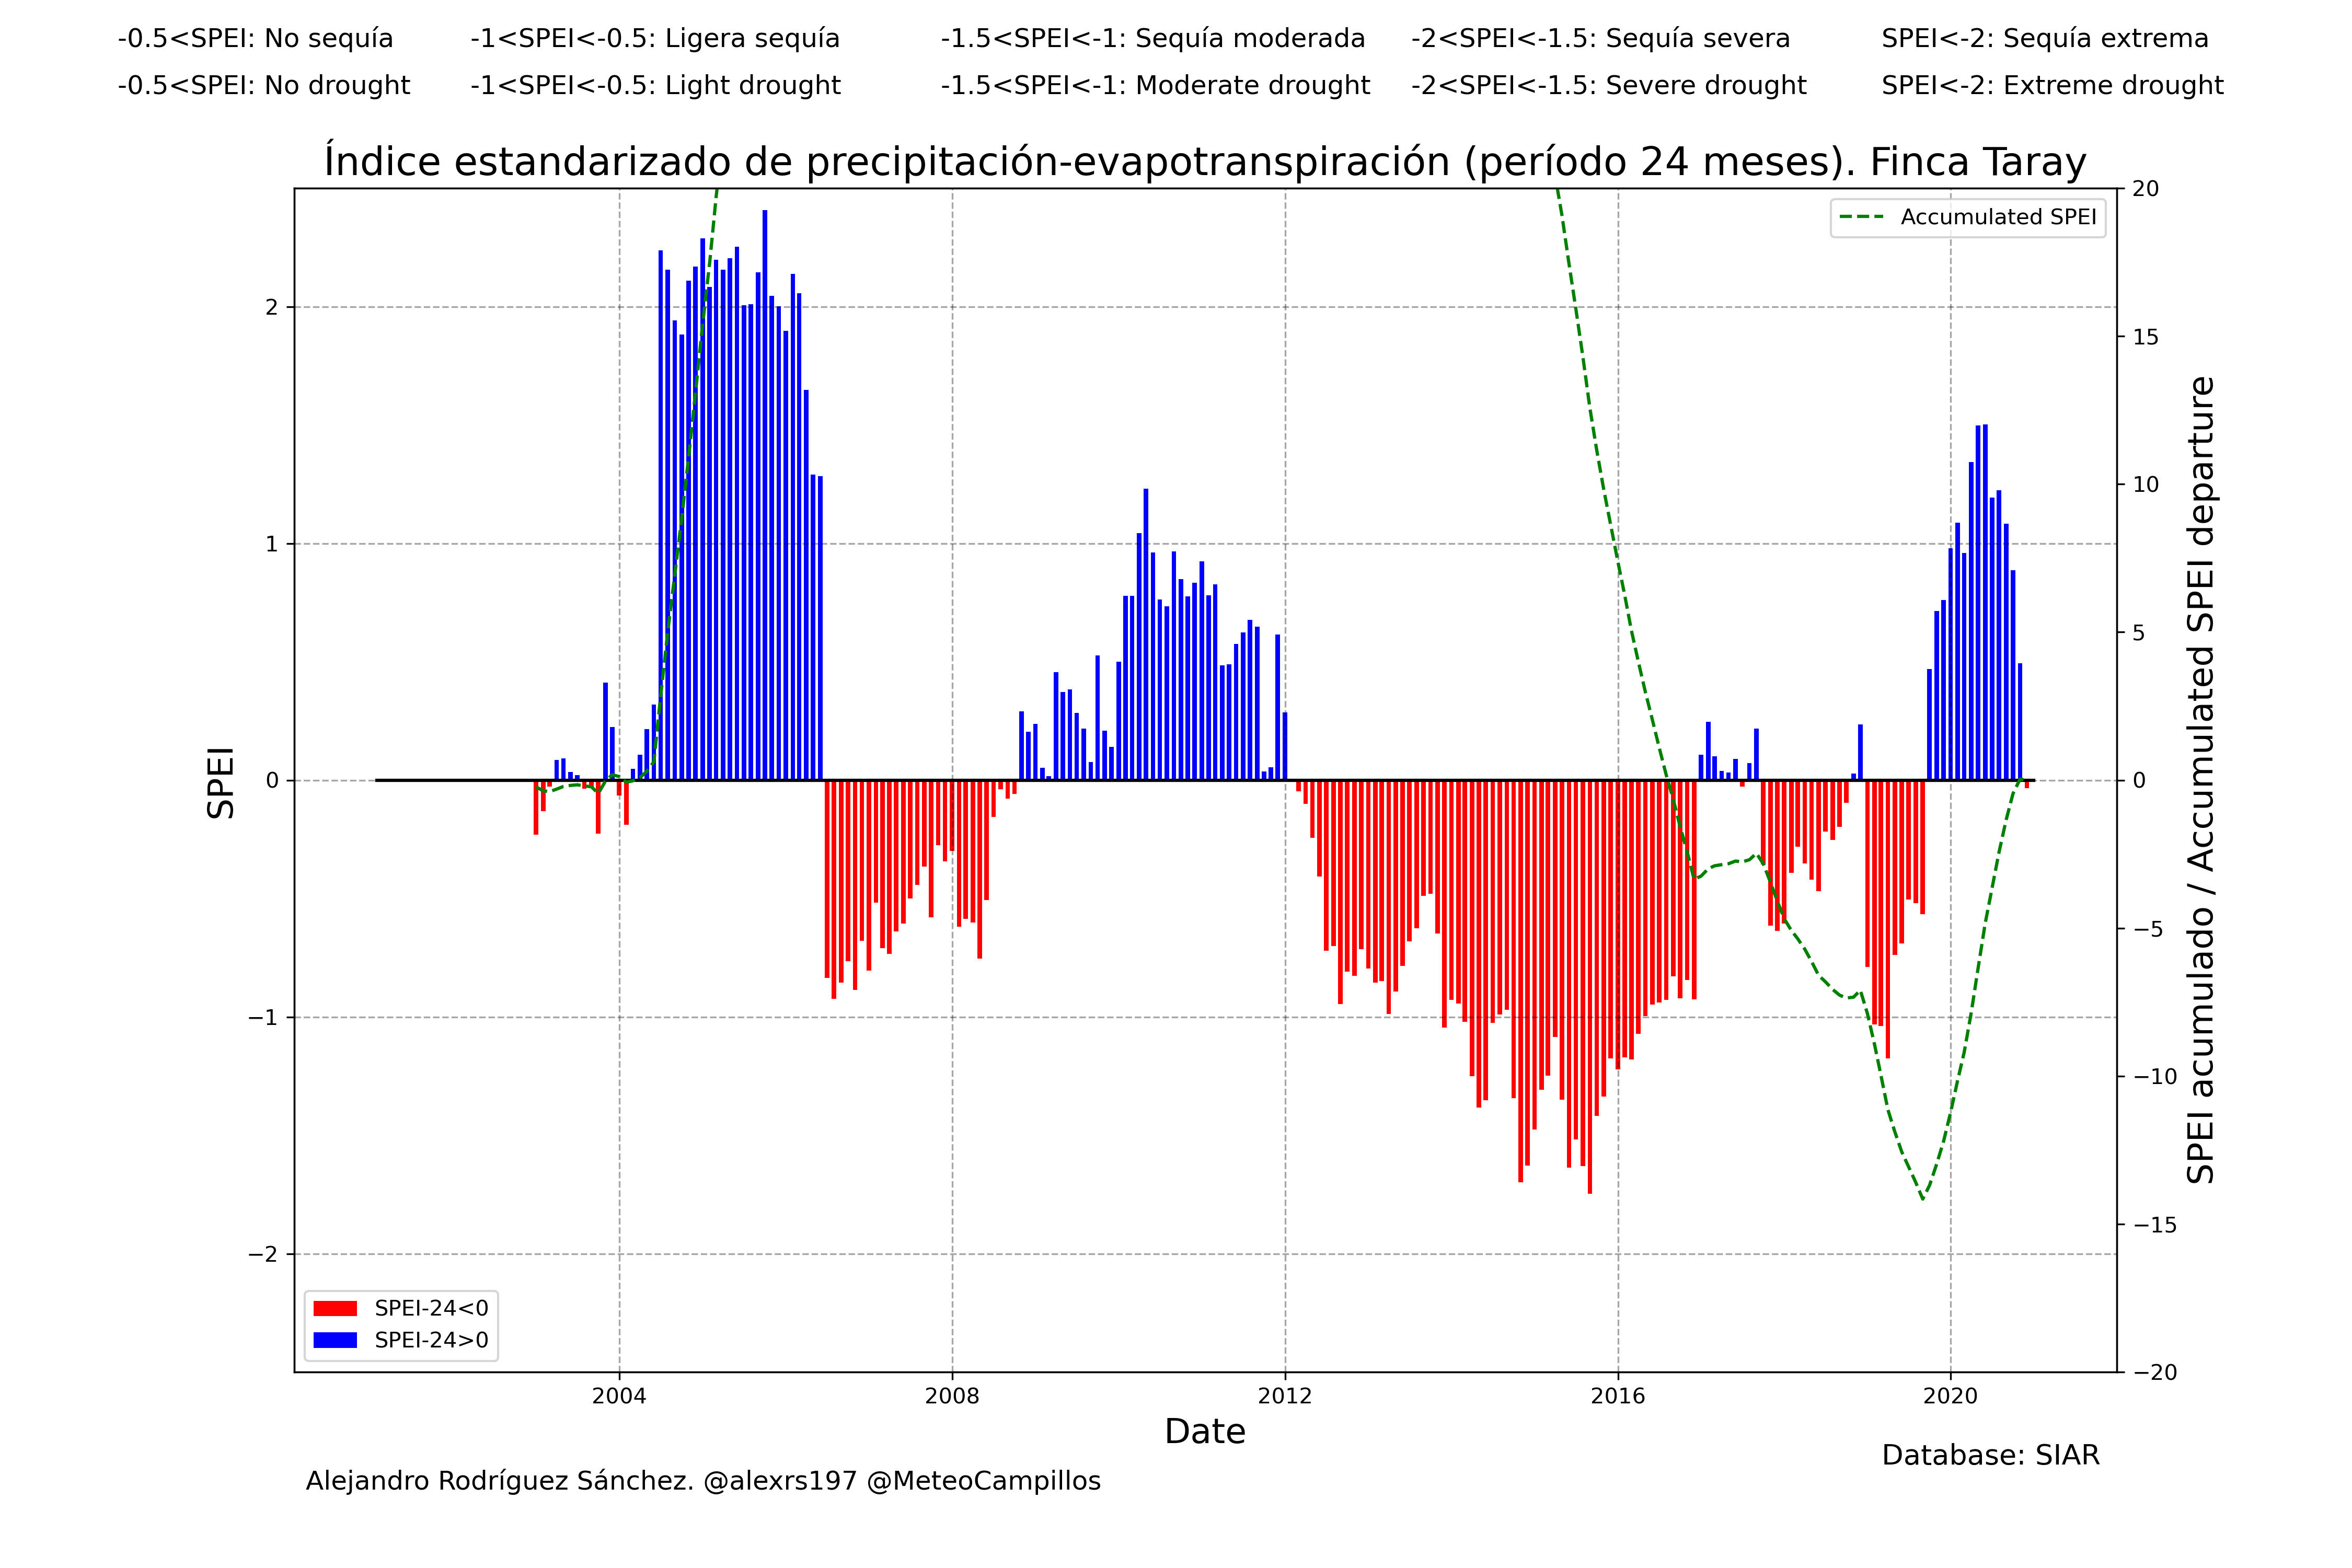 -0.5<SPEI: No sequía -1<SPEI<-0.5: Ligera sequía -1.5<SPEI<-1: Sequía moderada -2<SPEI<-1.5: Sequía severa SPEI<-2: Sequía extrema
-0.5<SPEI: No drought -1<SPEI<-0.5: Light drought -1.5<SPEI<-1: Moderate drought -2<SPEI<-1.5: Severe drought SPEI<-2: Extreme drought
Índice estandarizado de precipitación-evapotranspiración (período 24 meses). Finca Taray
Accumulated SPEI
SPEI
2
1
0
−1
−2
20
15
10
5
0
−5
−10
−15
−20
SPEI acumulado / Accumulated SPEI departure
SPEI-24<0
SPEI-24>0
2004 2008 2012 2016 2020
Date
Database: SIAR
Alejandro Rodríguez Sánchez. @alexrs197 @MeteoCampillos